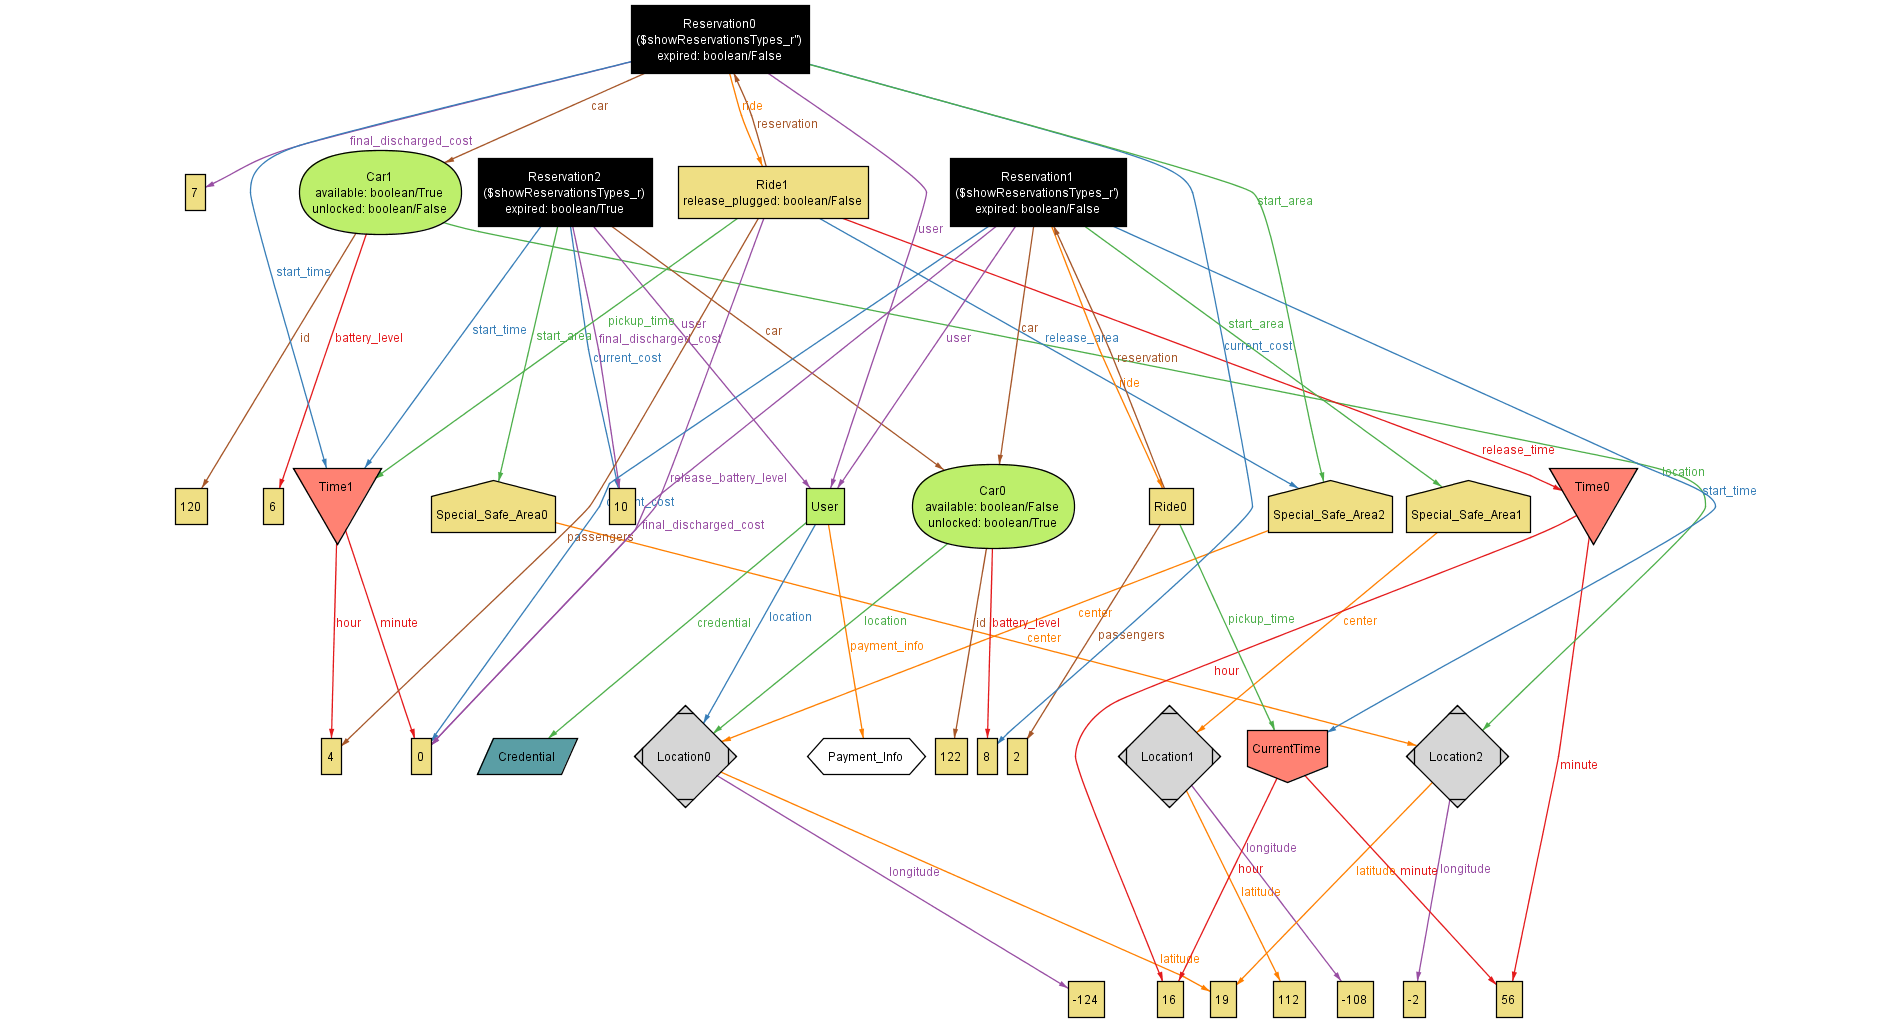 Reservation0
($showReservationsTypes_r")
expired: boolean/False
car
ride
reservation
final_discharged_cost
7
Car1
available: boolean/True
unlocked: boolean/False
Reservation2
($showReservationsTypes_r)
expired: boolean/True
Ride1
release_plugged: boolean/False
Reservation1
($showReservationsTypes_r')
expired: boolean/False
start_area
user
start_time
id
battery_level
start_time
start_area
pickup_time
user
final_discharged_cost
current_cost
car
user
car
release_area
reservation
ride
start_area
current_cost
release_time
location
start_time
release_battery_level
current_cost
final_discharged_cost
passengers
120
6
Time1
Special_Safe_Area0
10
User
Car0
available: boolean/False
unlocked: boolean/True
Ride0
Special_Safe_Area2
Special_Safe_Area1
Time0
hour
minute
credential
location
payment_info
location
id
battery_level
center
center
passengers
pickup_time
center
hour
minute
4
0
Credential
Location0
Payment_Info
122
8
2
Location1
CurrentTime
Location2
longitude
latitude
longitude
latitude
hour
latitude
minute
longitude
-124
16
19
112
-108
-2
56